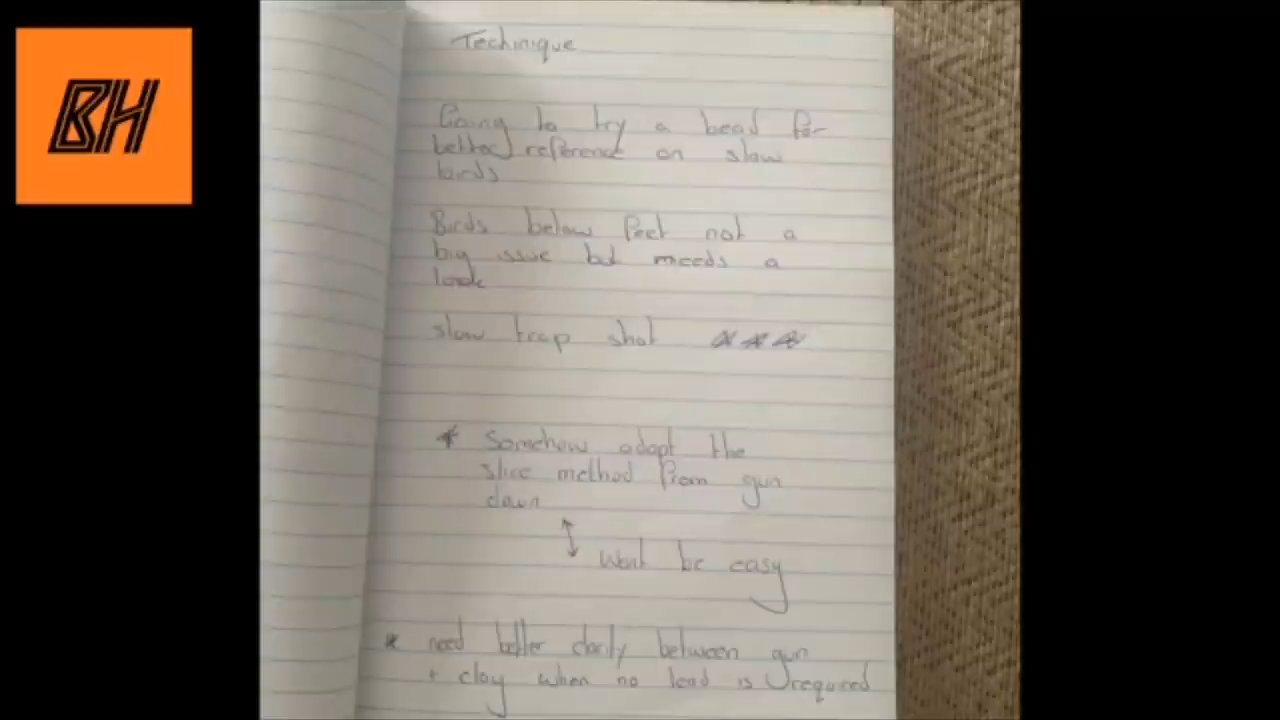 BH
Techinique
Going to try a bead for
better reference on slow
birds
Birds below feet not a
big issue but needs a
look
slow trap shot ***
* Somehow adopt the
slice method from gun
down
↕ Wont be easy
* need better clarity between gun
+ clay when no lead is required